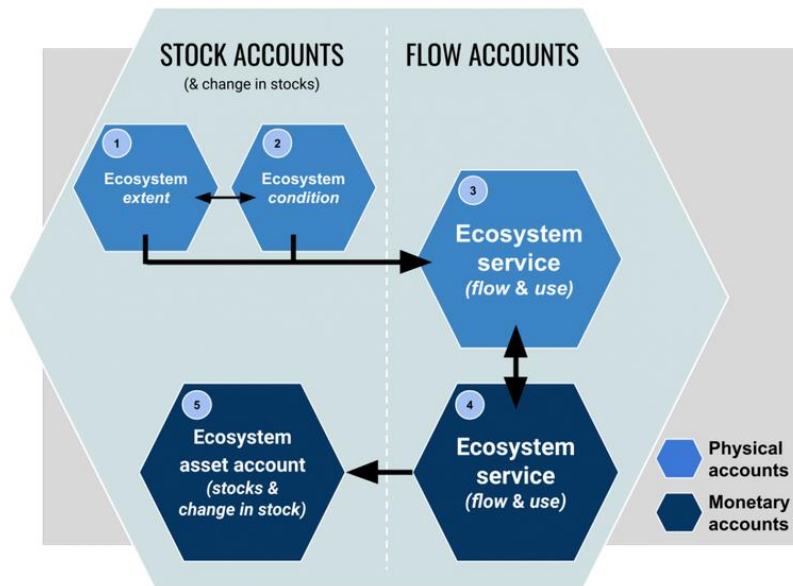 STOCK ACCOUNTS
(& change in stocks)
FLOW ACCOUNTS
1
Ecosystem
extent
2
Ecosystem
condition
3
Ecosystem
service
(flow & use)
5
Ecosystem
asset account
(stocks &
change in stock)
4
Ecosystem
service
(flow & use)
Physical
accounts
Monetary
accounts